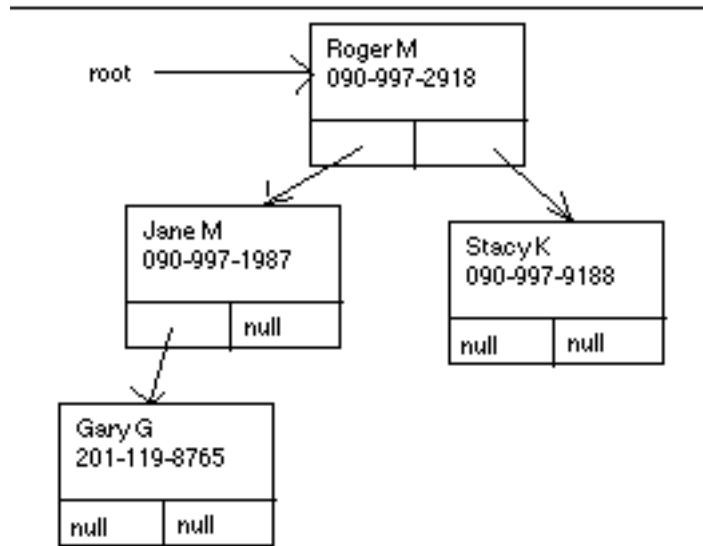 root
Roger M
090-997-2918
Jane M
090-997-1987
null
Stacy K
090-997-9188
null null
Gary G
201-119-8765
null null